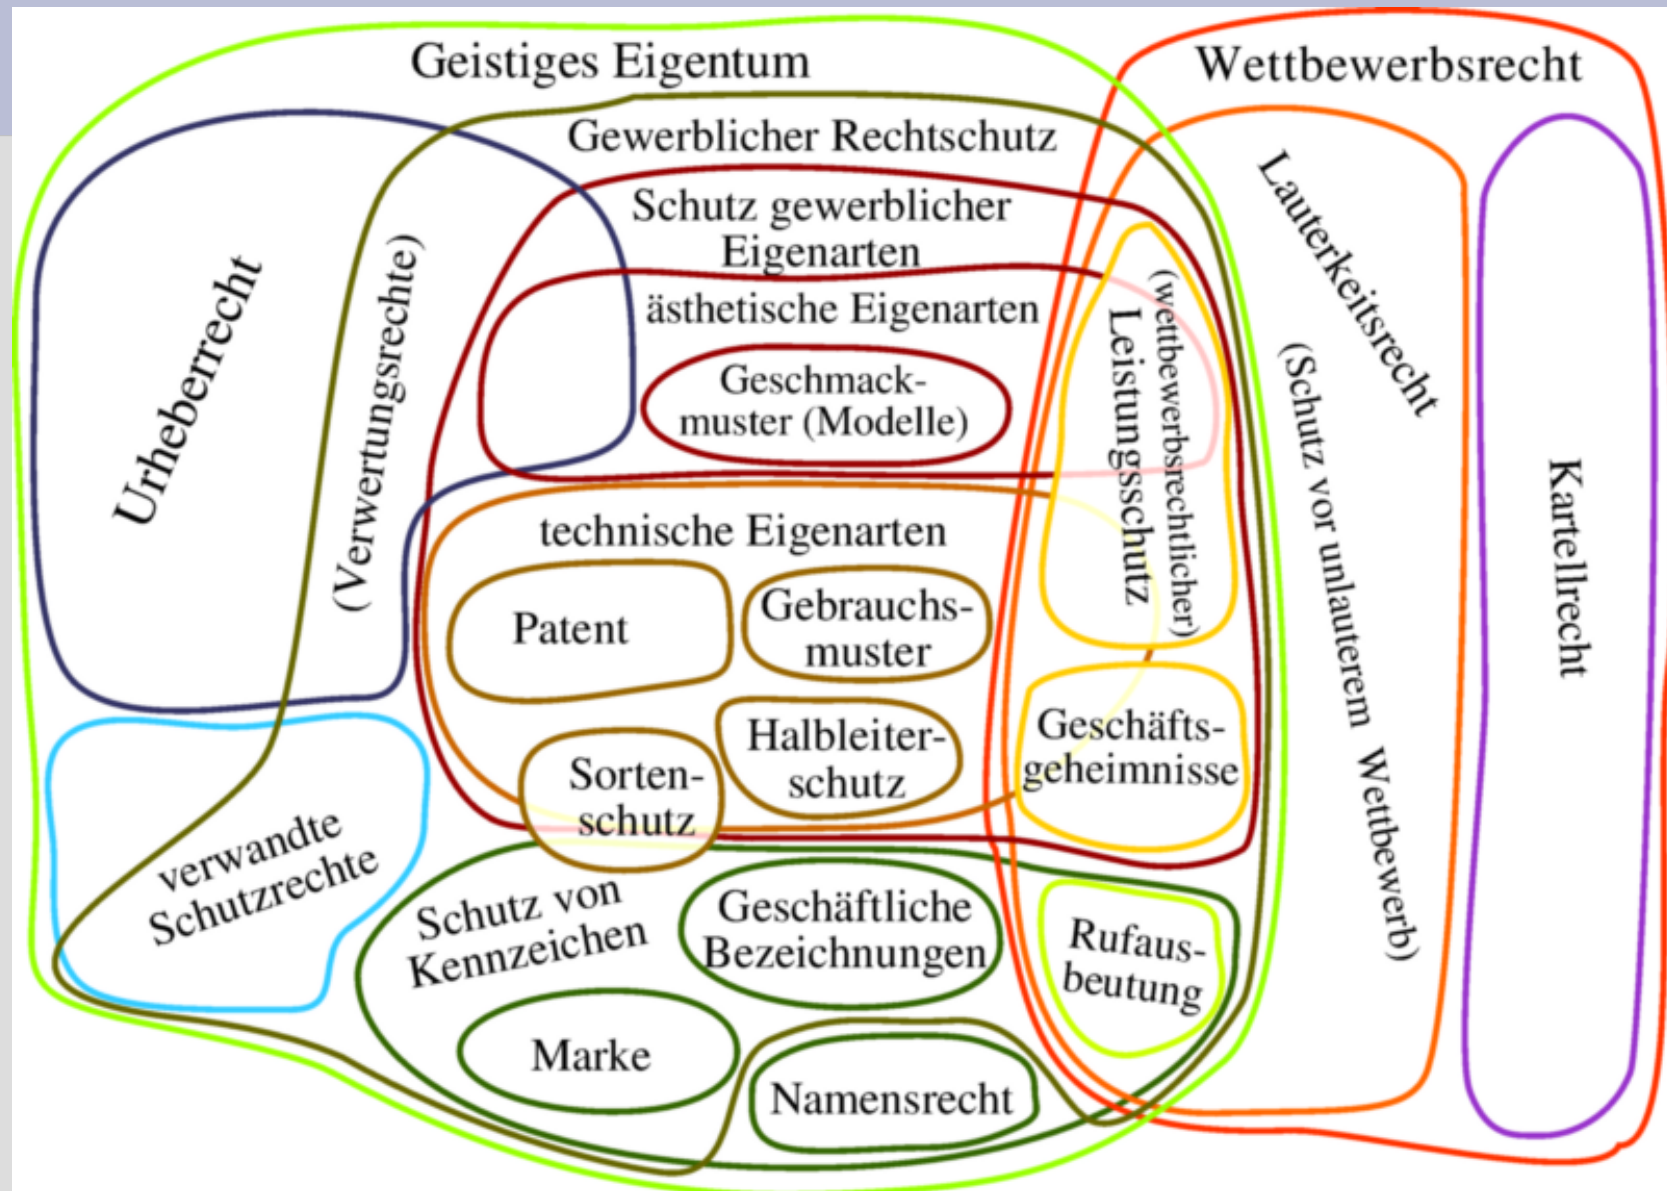 Geistiges Eigentum
Wettbewerbsrecht
Gewerblicher Rechtschutz
Schutz gewerblicher
Eigenarten
ästhetische Eigenarten
Geschmack-
muster (Modelle)
Urheberrecht
(Verwertungsrechte)
technische Eigenarten
Patent
Gebrauchs-
muster
Halbleiter-
schutz
Sorten-
schutz
(wettbewerbsrechtlicher)
Leistungsschutz
Geschäfts-
geheimnisse
Lauterkeitsrecht
(Schutz vor unlauterem Wettbewerb)
Kartellrecht
verwandte
Schutzrechte
Schutz von
Kennzeichen
Geschäftliche
Bezeichnungen
Rufaus-
beutung
Marke
Namensrecht